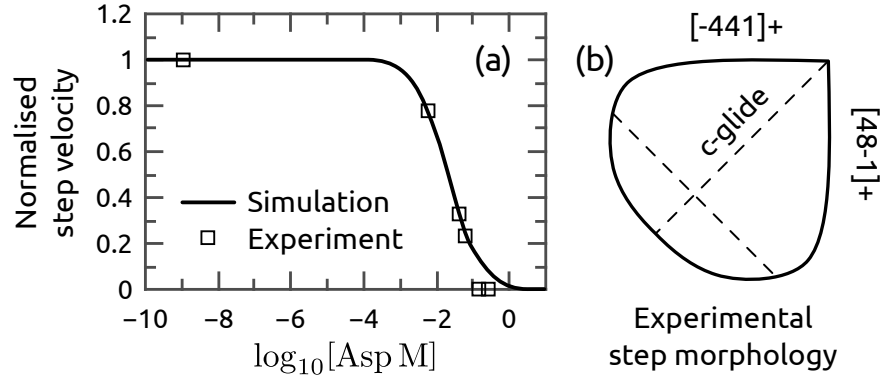 1.2
1
0.8
0.6
0.4
0.2
0
Normalised
step velocity
(a)
Simulation
Experiment
−10
−8
−6
−4
−2
0
log10[Asp M]
(b)
[-441]+
c-glide
[48-1]+
Experimental
step morphology